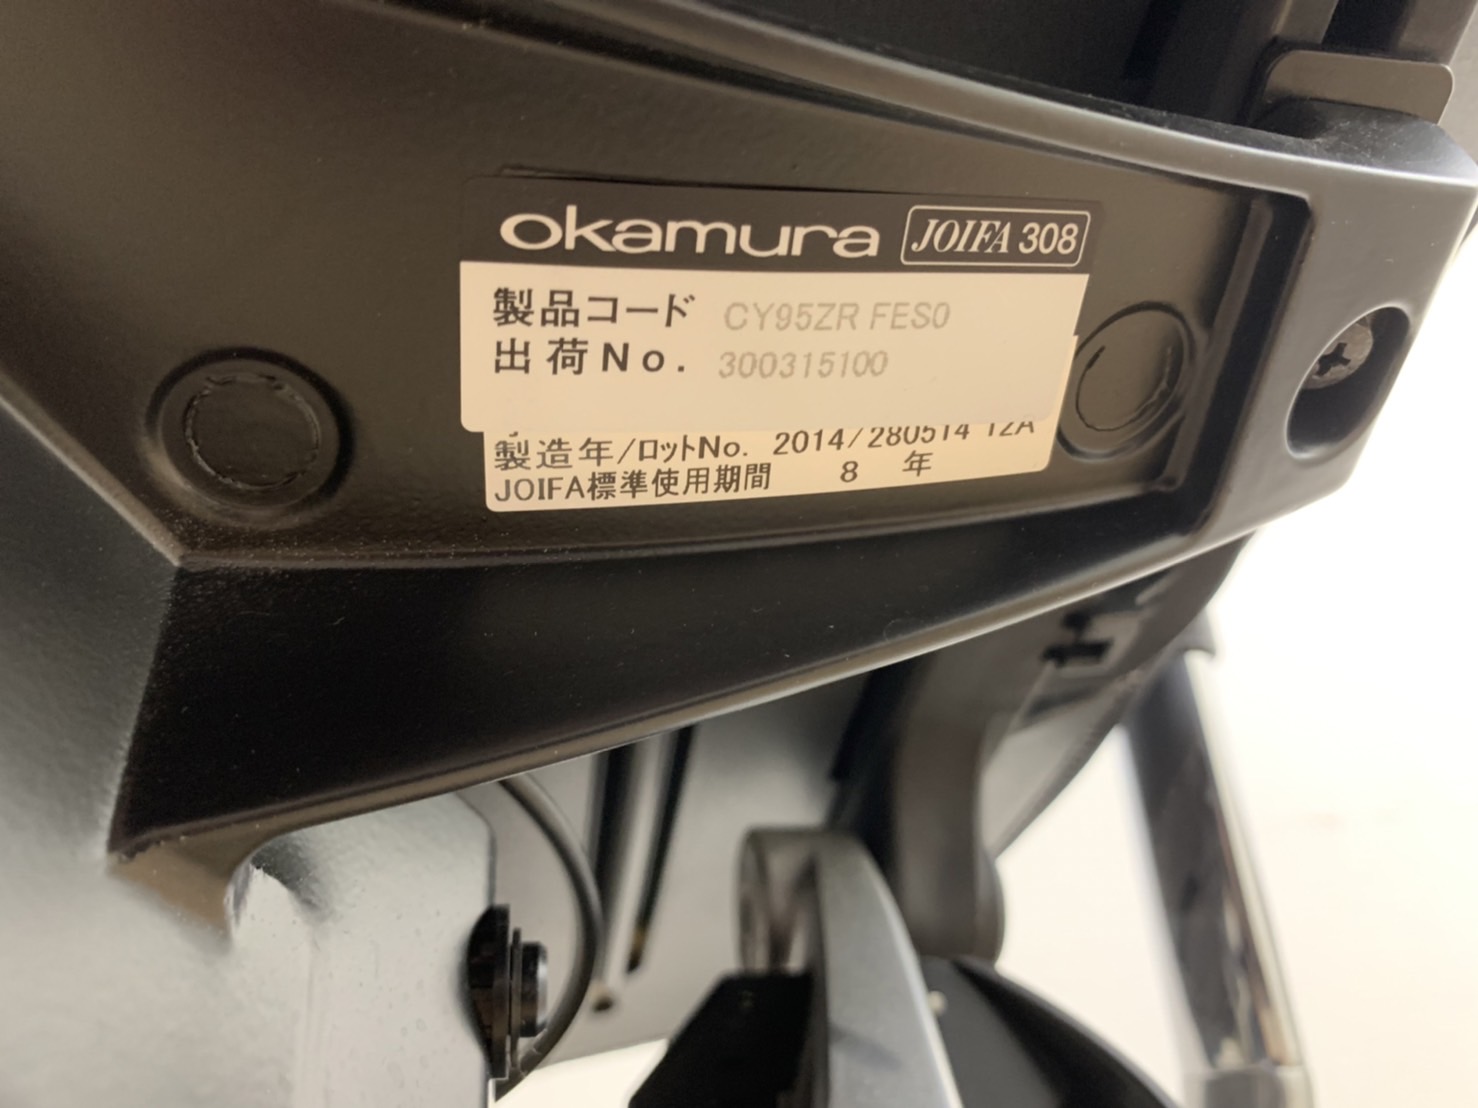 okamura JOIFA 308
製品コード CY95ZR FES0
出荷No. 300315100
製造年/ロットNo. 2014/280514 12A
JOIFA標準使用期間 8 年